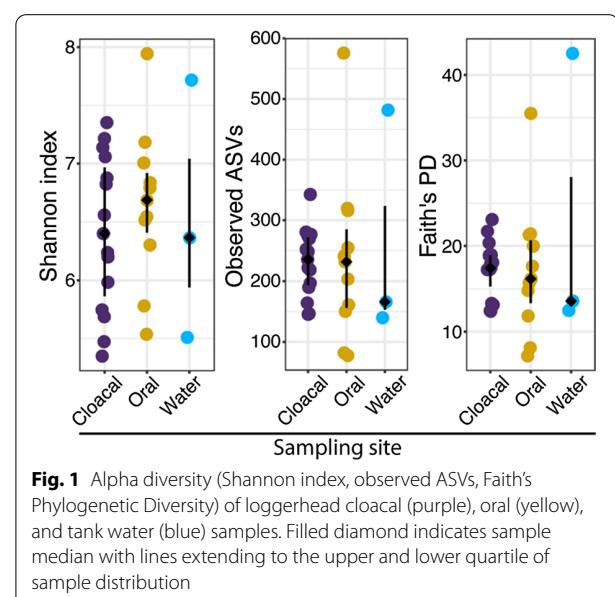 8
7
6
Shannon index
Cloacal
Oral
Water
600
500
400
300
200
100
Observed ASVs
Cloacal
Oral
Water
40
30
20
10
Faith's PD
Cloacal
Oral
Water
Sampling site
Fig. 1 Alpha diversity (Shannon index, observed ASVs, Faith’s
Phylogenetic Diversity) of loggerhead cloacal (purple), oral (yellow),
and tank water (blue) samples. Filled diamond indicates sample
median with lines extending to the upper and lower quartile of
sample distribution